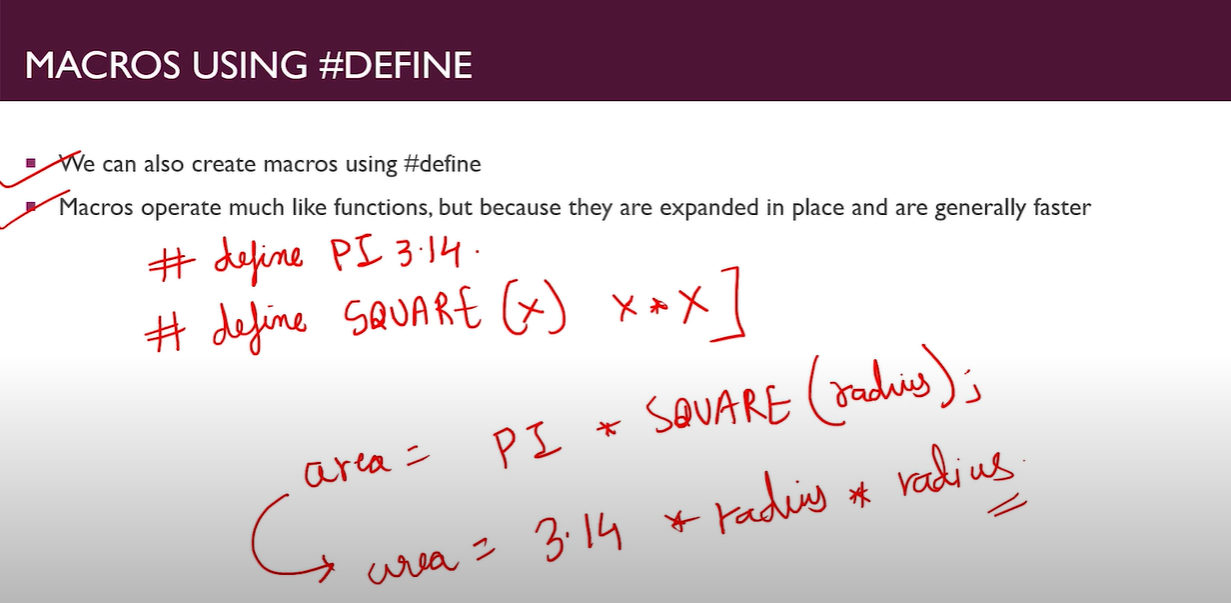 MACROS USING #DEFINE
We can also create macros using #define
Macros operate much like functions, but because they are expanded in place and are generally faster
# define PI 3.14.
# define SQUARE (x) x*x]
area = PI * SQUARE (radius);
area = 3.14 * radius * radius.